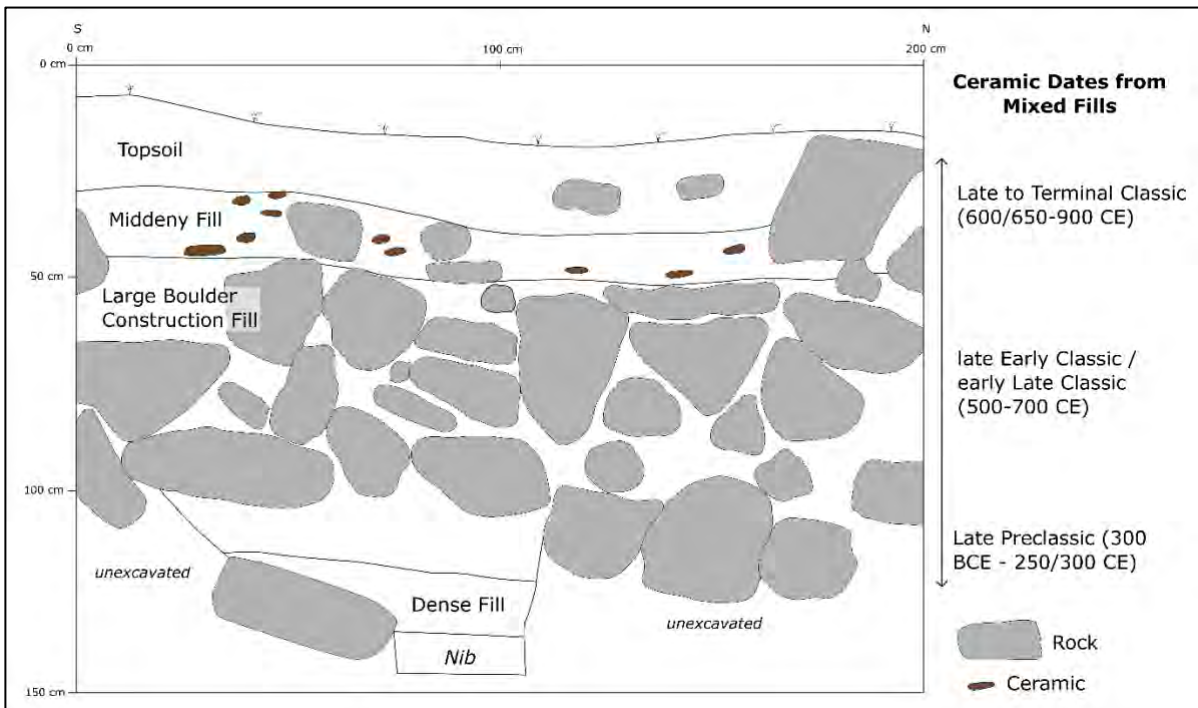 S
N
0 cm
100 cm
200 cm
0 cm
50 cm
100 cm
150 cm
Topsoil
Middeny Fill
Large Boulder
Construction Fill
unexcavated
Dense Fill
Nib
unexcavated
Ceramic Dates from
Mixed Fills
Late to Terminal Classic
(600/650-900 CE)
late Early Classic /
early Late Classic
(500-700 CE)
Late Preclassic (300
BCE - 250/300 CE)
Rock
Ceramic